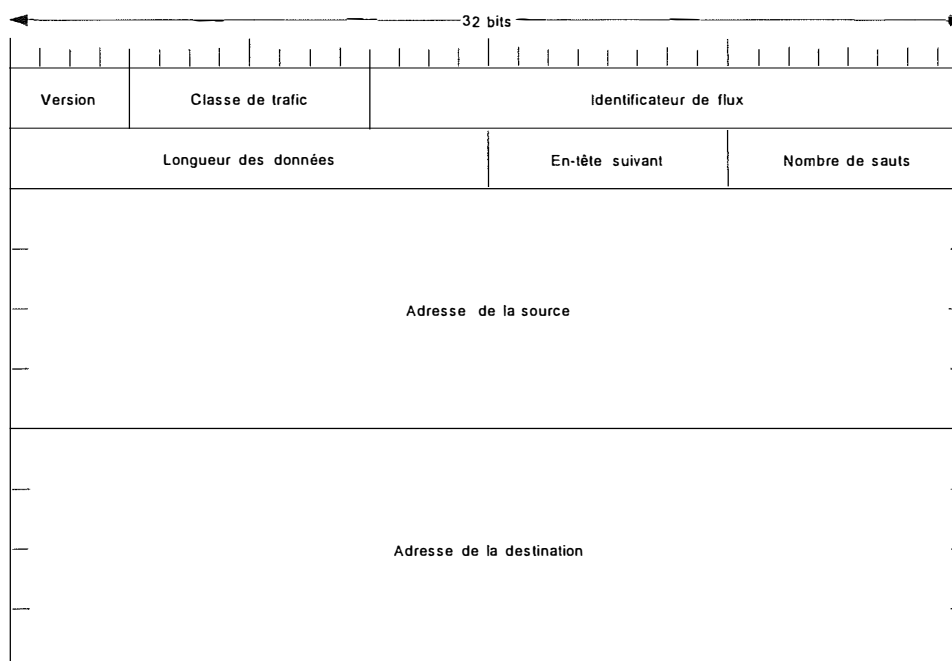 32 bits
Version Classe de trafic Identificateur de flux
Longueur des données En-tête suivant Nombre de sauts
Adresse de la source
Adresse de la destination